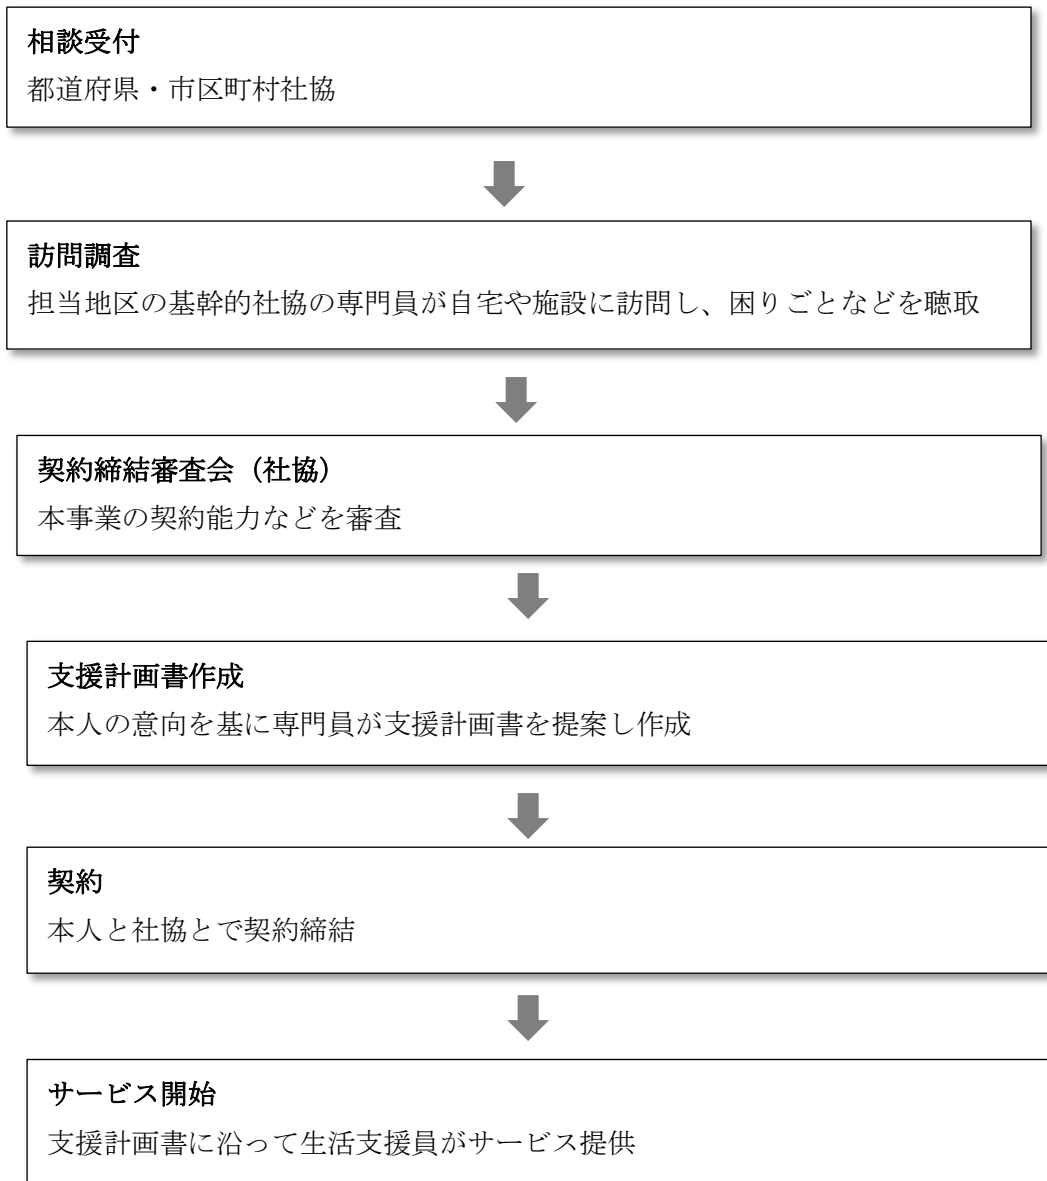 相談受付
都道府県・市区町村社協
訪問調査
担当地区の基幹的社協の専門員が自宅や施設に訪問し、困りごとなどを聴取
契約締結審査会（社協）
本事業の契約能力などを審査
支援計画書作成
本人の意向を基に専門員が支援計画書を提案し作成
契約
本人と社協とで契約締結
サービス開始
支援計画書に沿って生活支援員がサービス提供